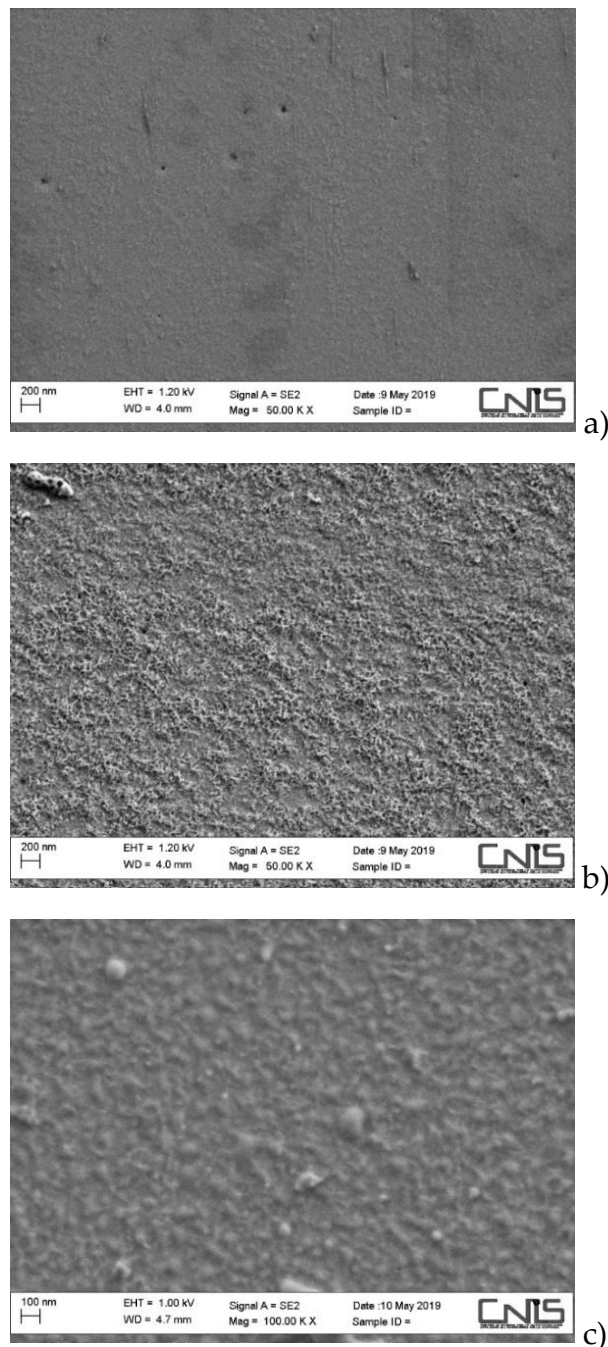 200 nm EHT = 1.20 kV Signal A = SE2 Date :9 May 2019
WD = 4.0 mm Mag = 50.00 K X Sample ID =
CNIS
a)
200 nm EHT = 1.20 kV Signal A = SE2 Date :9 May 2019
WD = 4.0 mm Mag = 50.00 K X Sample ID =
CNIS
b)
100 nm EHT = 1.00 kV Signal A = SE2 Date :10 May 2019
WD = 4.7 mm Mag = 100.00 K X Sample ID =
CNIS
c)